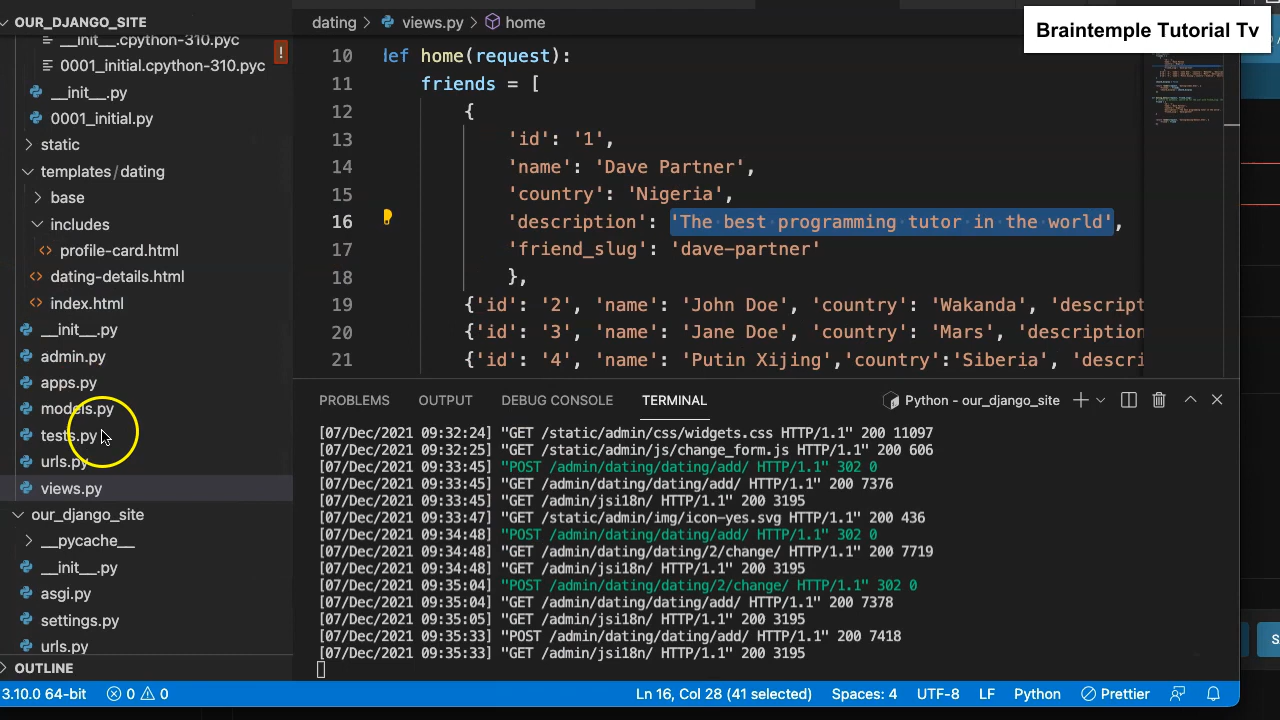 OUR_DJANGO_SITE
__init__.cpython-310.pyc
0001_initial.cpython-310.pyc
!
__init__.py
0001_initial.py
static
templates/dating
base
includes
profile-card.html
dating-details.html
index.html
__init__.py
admin.py
apps.py
models.py
tests.py
urls.py
views.py
our_django_site
__pycache__
__init__.py
asgi.py
settings.py
urls.py
OUTLINE
dating > views.py > home
Braintemple Tutorial Tv
10 def home(request):
11 friends = [
12 {
13 'id': '1',
14 'name': 'Dave Partner',
15 'country': 'Nigeria',
16 'description': 'The best programming tutor in the world',
17 'friend_slug': 'dave-partner'
18 },
19 {'id': '2', 'name': 'John Doe', 'country': 'Wakanda', 'descript
20 {'id': '3', 'name': 'Jane Doe', 'country': 'Mars', 'description
21 {'id': '4', 'name': 'Putin Xijing','country':'Siberia', 'descri
PROBLEMS OUTPUT DEBUG CONSOLE TERMINAL Python - our_django_site
[07/Dec/2021 09:32:24] "GET /static/admin/css/widgets.css HTTP/1.1" 200 11097
[07/Dec/2021 09:32:25] "GET /static/admin/js/change_form.js HTTP/1.1" 200 606
[07/Dec/2021 09:33:45] "POST /admin/dating/dating/add/ HTTP/1.1" 302 0
[07/Dec/2021 09:33:45] "GET /admin/dating/dating/add/ HTTP/1.1" 200 7376
[07/Dec/2021 09:33:45] "GET /admin/jsi18n/ HTTP/1.1" 200 3195
[07/Dec/2021 09:33:47] "GET /static/admin/img/icon-yes.svg HTTP/1.1" 200 436
[07/Dec/2021 09:34:48] "POST /admin/dating/dating/add/ HTTP/1.1" 302 0
[07/Dec/2021 09:34:48] "GET /admin/dating/dating/2/change/ HTTP/1.1" 200 7719
[07/Dec/2021 09:34:48] "GET /admin/jsi18n/ HTTP/1.1" 200 3195
[07/Dec/2021 09:35:04] "POST /admin/dating/dating/2/change/ HTTP/1.1" 302 0
[07/Dec/2021 09:35:04] "GET /admin/dating/dating/add/ HTTP/1.1" 200 7378
[07/Dec/2021 09:35:05] "GET /admin/jsi18n/ HTTP/1.1" 200 3195
[07/Dec/2021 09:35:33] "POST /admin/dating/dating/add/ HTTP/1.1" 200 7418
[07/Dec/2021 09:35:33] "GET /admin/jsi18n/ HTTP/1.1" 200 3195
3.10.0 64-bit 0 0 Ln 16, Col 28 (41 selected) Spaces: 4 UTF-8 LF Python Prettier
S